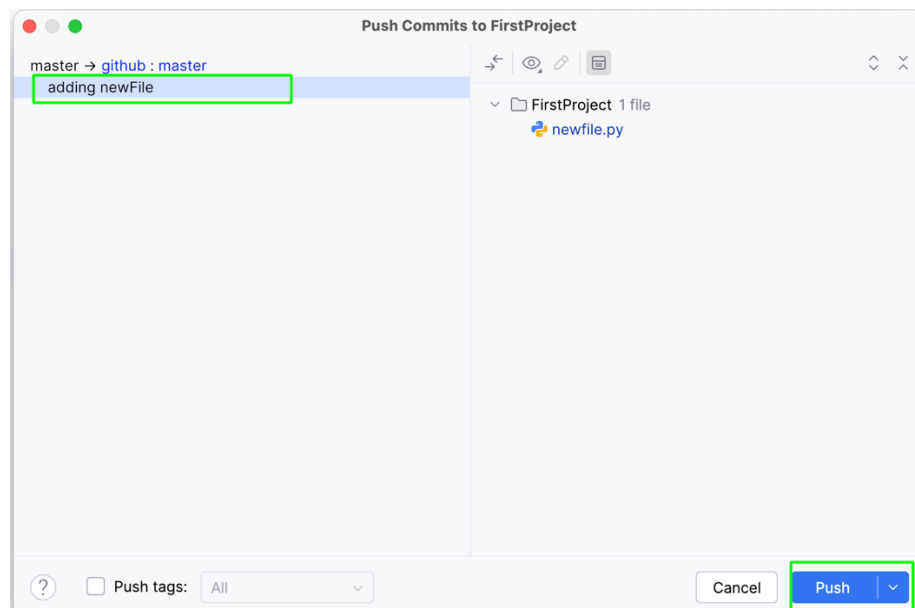 Push Commits to FirstProject
master → github : master
adding newFile
FirstProject 1 file
newfile.py
?
Push tags:
All
Cancel
Push